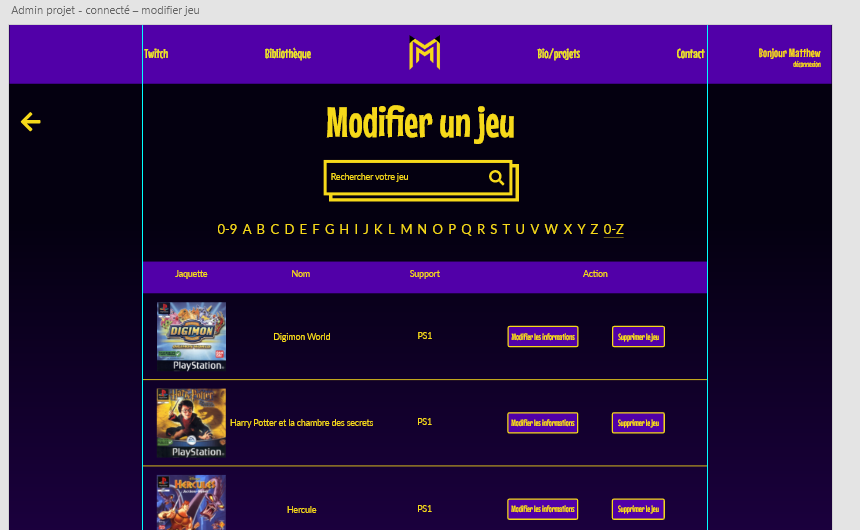 Admin projet - connecté – modifier jeu
Twitch
Bibliothèque
M
Bio/projets
Contact
Bonjour Matthew
déconnexion
Modifier un jeu
Rechercher votre jeu
0-9 A B C D E F G H I J K L M N O P Q R S T U V W X Y Z 0-Z
Jaquette Nom Support Action
DIGIMON
PlayStation.
Digimon World
PS1
Modifier les informations
Supprimer le jeu
Harry Potter
PlayStation.
Harry Potter et la chambre des secrets
PS1
Modifier les informations
Supprimer le jeu
HERCULES
Hercule
PS1
Modifier les informations
Supprimer le jeu